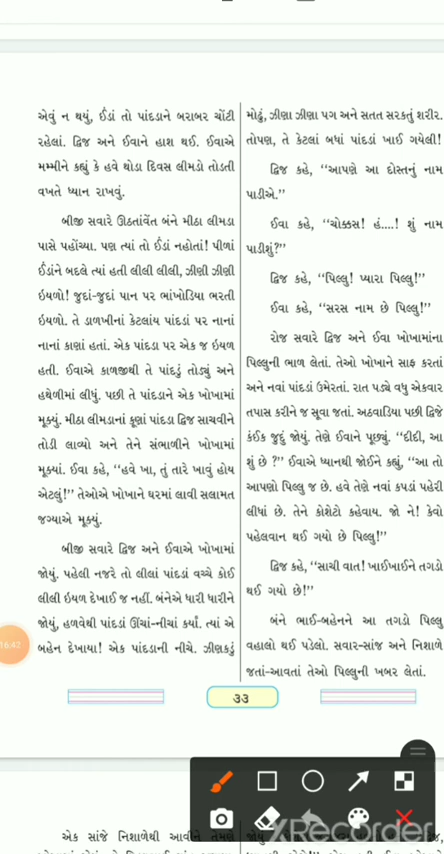 એવું ન થયું, ઈંડાં તો પાંદડાને બરાબર ચોંટી
રહેલાં. દ્વિજ અને ઈવાને હાશ થઈ. ઈવાએ
મમ્મીને કહ્યું કે હવે થોડા દિવસ લીમડો તોડતી
વખતે ધ્યાન રાખવું.
બીજી સવારે ઊઠતાંવેંત બંને મીઠા લીમડા
પાસે પહોંચ્યા. પણ ત્યાં તો ઈંડાં નહોતાં! પીળાં
ઈંડાંને બદલે ત્યાં હતી લીલી લીલી, ઝીણી ઝીણી
ઇયળો! જુદાં-જુદાં પાન પર ભાંખોડિયા ભરતી
ઇયળો. તે ડાળખીનાં કેટલાંય પાંદડાં પર નાનાં
નાનાં કાણાં હતાં. એક પાંદડા પર એક જ ઇયળ
હતી. ઈવાએ કાળજીથી તે પાંદડું તોડ્યું અને
હથેળીમાં લીધું. પછી તે પાંદડાને એક ખોખામાં
મૂક્યું. મીઠા લીમડાનાં કૂણાં પાંદડા દ્વિજ સાચવીને
તોડી લાવ્યો અને તેને સંભાળીને ખોખામાં
મૂક્યાં. ઈવા કહે, ‘‘હવે ખા, તું તારે ખાવું હોય
એટલું!’’ તેઓએ ખોખાને ઘરમાં લાવી સલામત
જગ્યાએ મૂક્યું.
બીજી સવારે દ્વિજ અને ઈવાએ ખોખામાં
જોયું. પહેલી નજરે તો લીલાં પાંદડાં વચ્ચે કોઈ
લીલી ઇયળ દેખાઈ જ નહીં. બંનેએ ધારી ધારીને
જોયું, હળવેથી પાંદડાં ઊંચાં-નીચાં કર્યાં. ત્યાં એ
બહેન દેખાયા! એક પાંદડાની નીચે. ઝીણકડું
મોઢું, ઝીણા ઝીણા પગ અને સતત સરકતું શરીર.
તોપણ, તે કેટલાં બધાં પાંદડાં ખાઈ ગયેલી!
દ્વિજ કહે, ‘‘આપણે આ દોસ્તનું નામ
પાડીએ.’’
ઈવા કહે, ‘‘ચોક્કસ! હં....! શું નામ
પાડીશું?’’
દ્વિજ કહે, ‘‘પિલ્લુ! પ્યારા પિલ્લુ!’’
ઈવા કહે, ‘‘સરસ નામ છે પિલ્લુ!’’
રોજ સવારે દ્વિજ અને ઈવા ખોખામાંના
પિલ્લુની ભાળ લેતાં. તેઓ ખોખાને સાફ કરતાં
અને નવાં પાંદડાં ઉમેરતાં. રાત પડ્યે વધુ એકવાર
તપાસ કરીને જ સૂવા જતાં. અઠવાડિયા પછી દ્વિજે
કંઈક જુદું જોયું. તેણે ઈવાને પૂછ્યું. ‘‘દીદી, આ
શું છે ?’’ ઈવાએ ધ્યાનથી જોઈને કહ્યું, ‘‘આ તો
આપણો પિલ્લુ જ છે. હવે તેણે નવાં કપડાં પહેરી
લીધાં છે. તેને કોશેટો કહેવાય. જો ને! કેવો
પહેલવાન થઈ ગયો છે પિલ્લુ!’’
દ્વિજ કહે, ‘‘સાચી વાત! ખાઈખાઈને તગડો
થઈ ગયો છે!’’
બંને ભાઈ-બહેનને આ તગડો પિલ્લુ
વહાલો થઈ પડેલો. સવાર-સાંજ અને નિશાળે
જતાં-આવતાં તેઓ પિલ્લુની ખબર લેતાં.
16:47
૩૩
XRecorder
એક સાંજે નિશાળેથી આવીને તેમણે